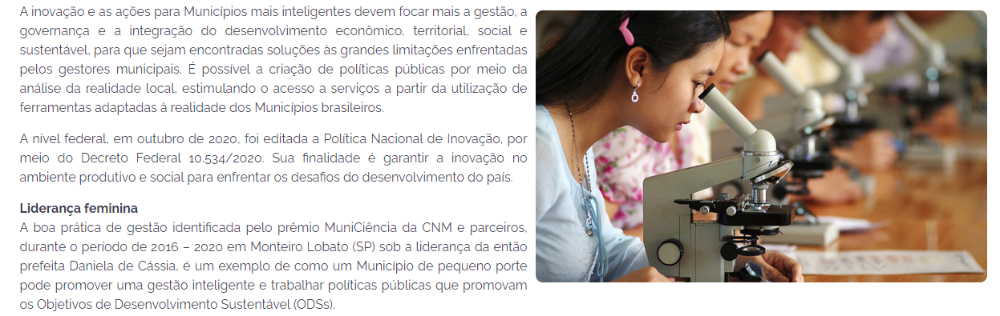 A inovação e as ações para Municípios mais inteligentes devem focar mais a gestão, a
governança e a integração do desenvolvimento econômico, territorial, social e
sustentável, para que sejam encontradas soluções às grandes limitações enfrentadas
pelos gestores municipais. É possível a criação de políticas públicas por meio da
análise da realidade local, estimulando o acesso a serviços a partir da utilização de
ferramentas adaptadas à realidade dos Municípios brasileiros.
A nível federal, em outubro de 2020, foi editada a Política Nacional de Inovação, por
meio do Decreto Federal 10.534/2020. Sua finalidade é garantir a inovação no
ambiente produtivo e social para enfrentar os desafios do desenvolvimento do país.
Liderança feminina
A boa prática de gestão identificada pelo prêmio MuniCiência da CNM e parceiros,
durante o período de 2016 – 2020 em Monteiro Lobato (SP) sob a liderança da então
prefeita Daniela de Cássia, é um exemplo de como um Município de pequeno porte
pode promover uma gestão inteligente e trabalhar políticas públicas que promovam
os Objetivos de Desenvolvimento Sustentável (ODSs).